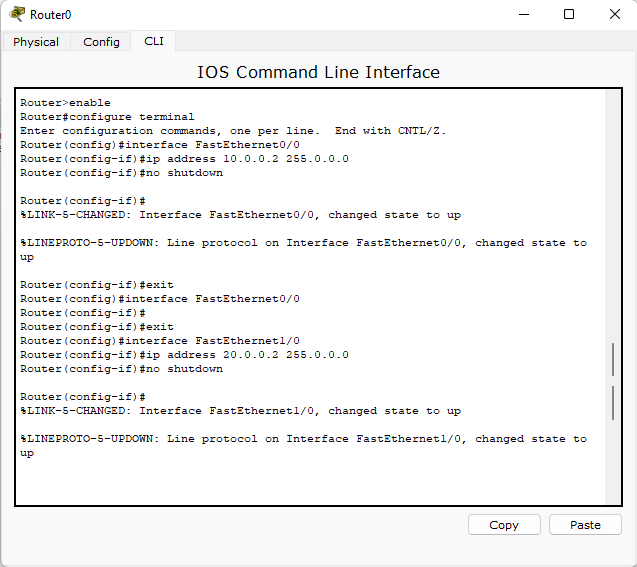 Router0
Physical Config CLI
IOS Command Line Interface
Router>enable
Router#configure terminal
Enter configuration commands, one per line.  End with CNTL/Z.
Router(config)#interface FastEthernet0/0
Router(config-if)#ip address 10.0.0.2 255.0.0.0
Router(config-if)#no shutdown
Router(config-if)#
%LINK-5-CHANGED: Interface FastEthernet0/0, changed state to up
%LINEPROTO-5-UPDOWN: Line protocol on Interface FastEthernet0/0, changed state to
up
Router(config-if)#exit
Router(config)#interface FastEthernet0/0
Router(config-if)#
Router(config-if)#exit
Router(config)#interface FastEthernet1/0
Router(config-if)#ip address 20.0.0.2 255.0.0.0
Router(config-if)#no shutdown
Router(config-if)#
%LINK-5-CHANGED: Interface FastEthernet1/0, changed state to up
%LINEPROTO-5-UPDOWN: Line protocol on Interface FastEthernet1/0, changed state to
up
Copy Paste